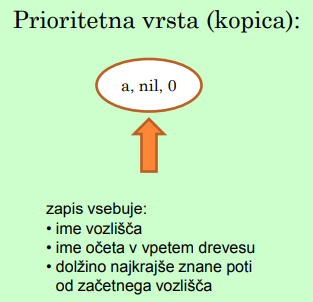 Prioritetna vrsta (kopica):
a, nil, 0
zapis vsebuje:
• ime vozlišča
• ime očeta v vpetem drevesu
• dolžino najkrajše znane poti
od začetnega vozlišča